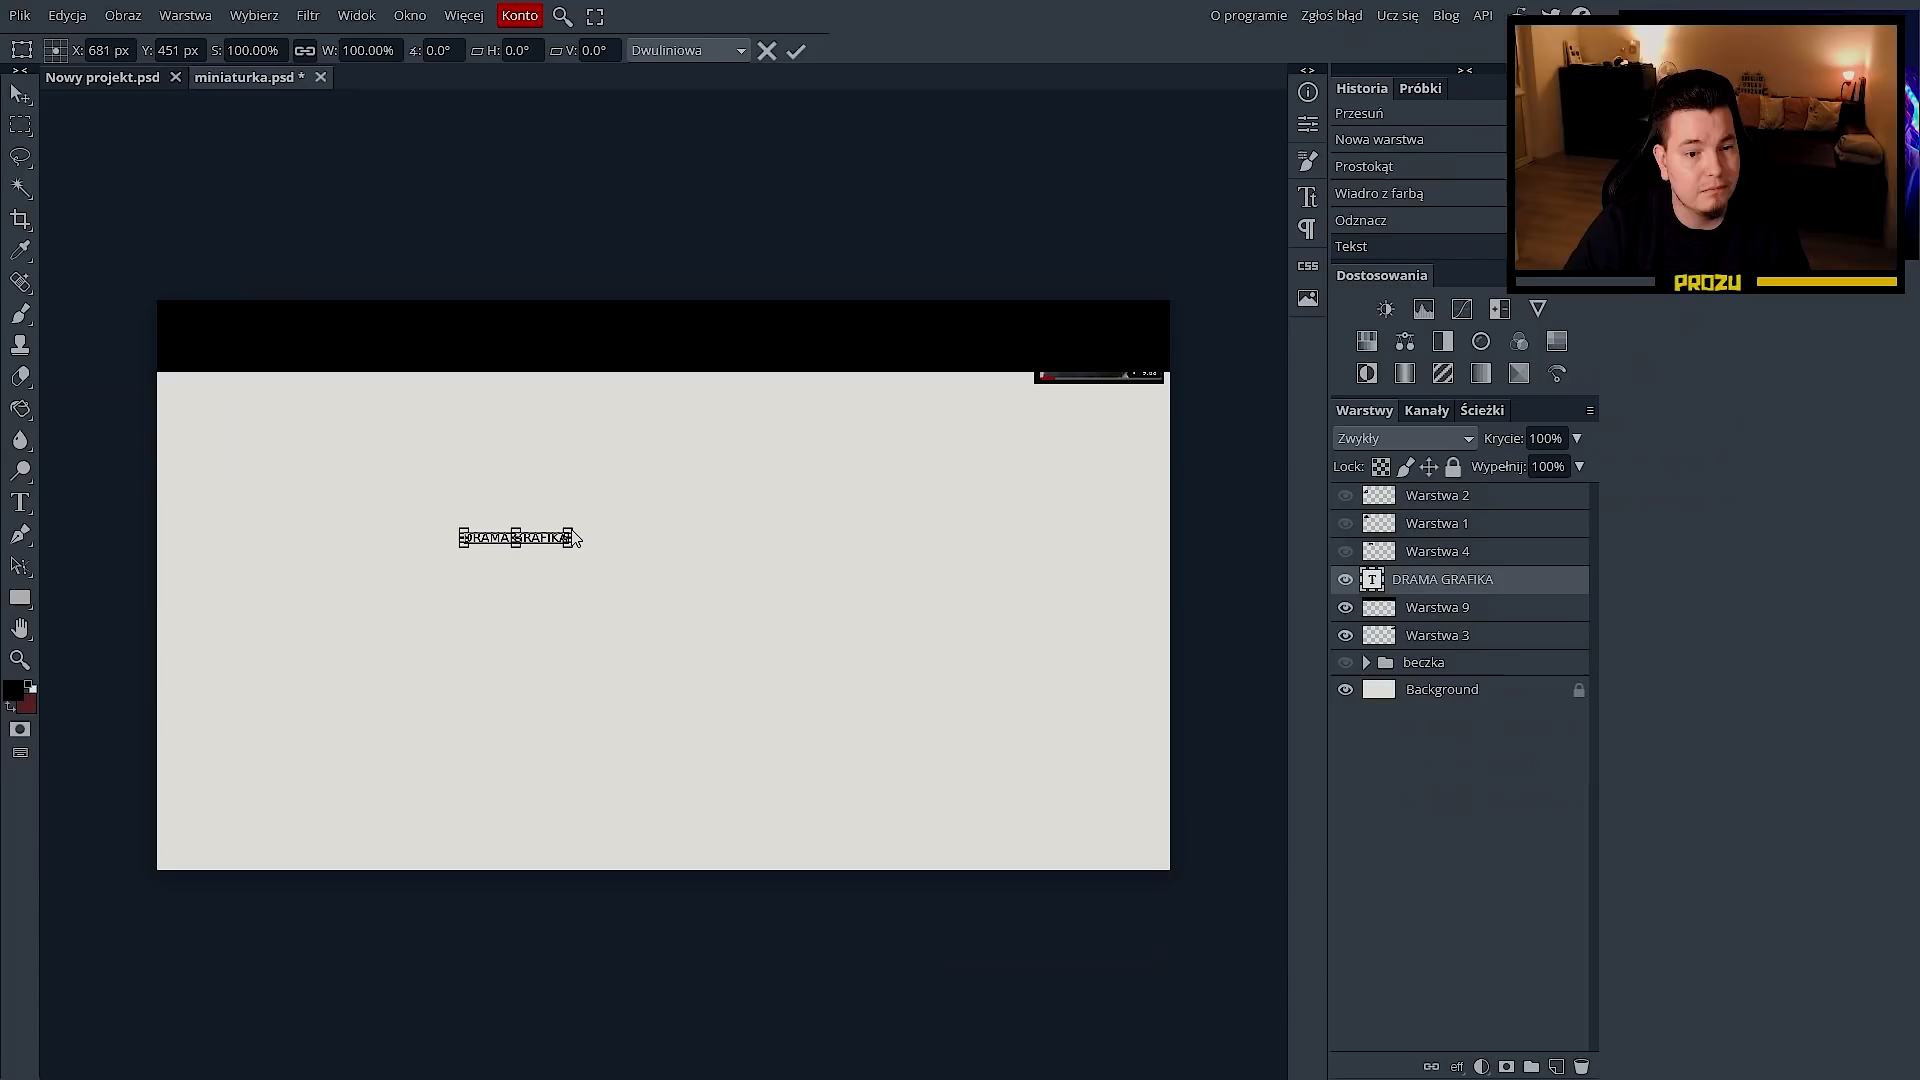 Plik Edycja Obraz Warstwa Wybierz Filtr Widok Okno Więcej Konto O programie Zgłoś błąd Ucz się Blog API
X: 681 px Y: 451 px S: 100.00% W: 100.00% ∡: 0.0° H: 0.0° V: 0.0° Dwuliniowa
Nowy projekt.psd miniaturka.psd *
Historia Próbki
Przesuń
Nowa warstwa
Prostokąt
Wiadro z farbą
Odznacz
Tekst
PROZU
CSS
Dostosowania
DRAMA GRAFIKA
Warstwy Kanały Ścieżki
Zwykły Krycie: 100%
Lock: Wypełnij: 100%
Warstwa 2
Warstwa 1
Warstwa 4
T DRAMA GRAFIKA
Warstwa 9
Warstwa 3
beczka
Background
eff